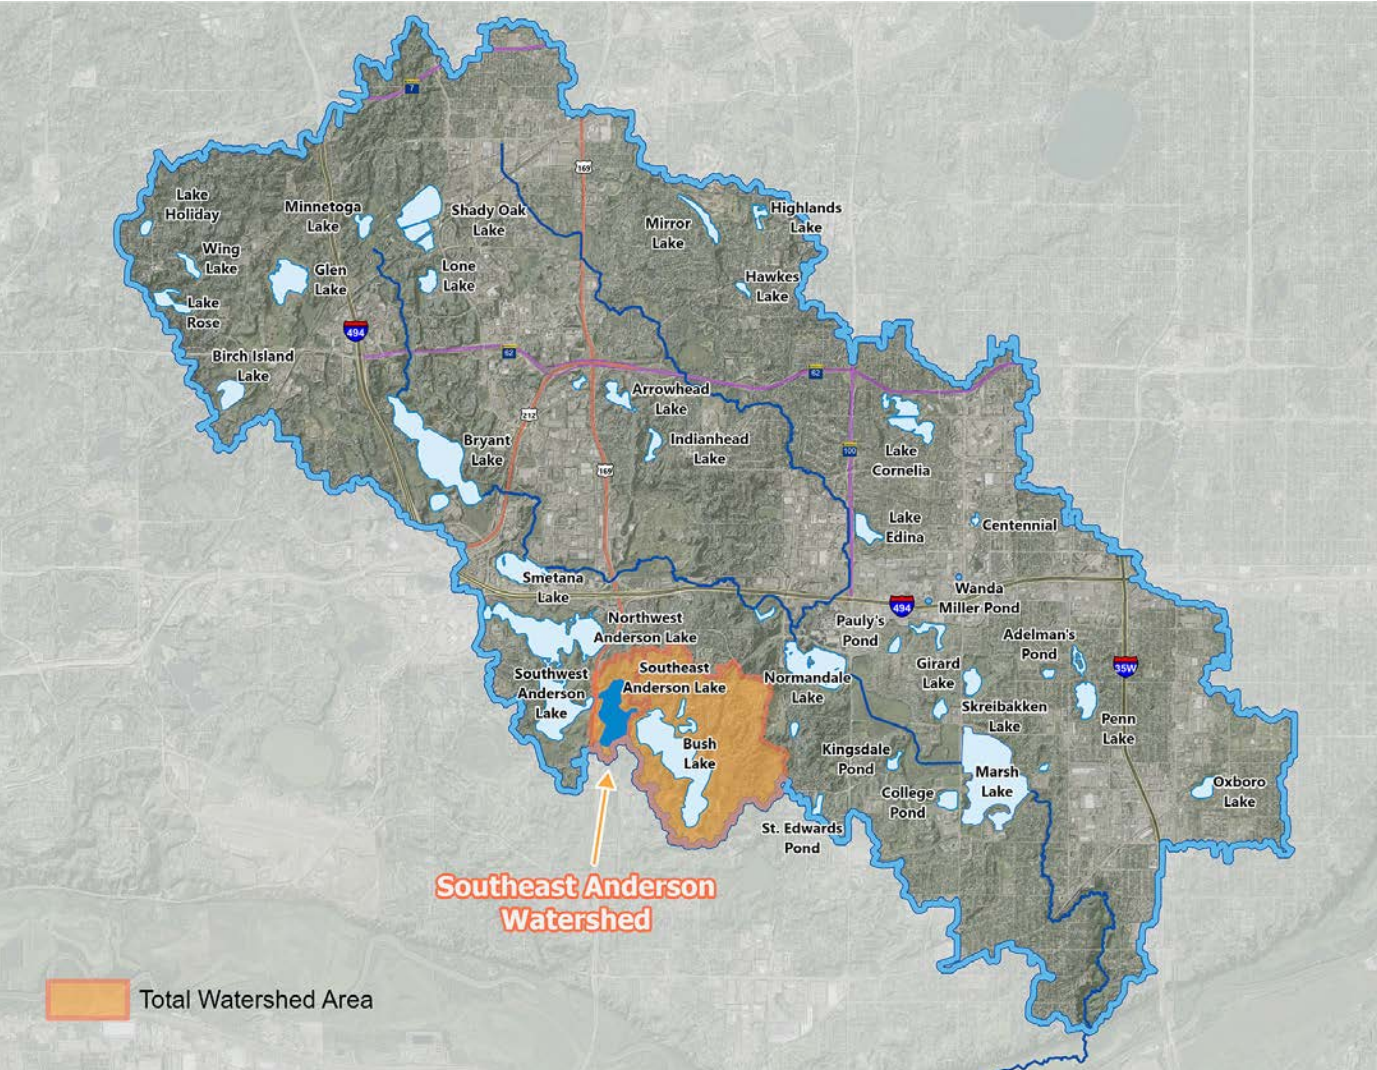 7
169
Lake
Holiday
Minnetoga
Lake
Shady Oak
Lake
Mirror
Lake
Highlands
Lake
Wing
Lake
Glen
Lake
Lone
Lake
Hawkes
Lake
Lake
Rose
494
Birch Island
Lake
62
62
Arrowhead
Lake
212
Bryant
Lake
Indianhead
Lake
169
100
Lake
Cornelia
Lake
Edina
Centennial
Smetana
Lake
Wanda
Miller Pond
494
Northwest
Anderson Lake
Pauly's
Pond
Adelman's
Pond
35W
Southwest
Anderson
Lake
Southeast
Anderson Lake
Normandale
Lake
Girard
Lake
Skreibakken
Lake
Penn
Lake
Bush
Lake
Kingsdale
Pond
Marsh
Lake
College
Pond
Oxboro
Lake
St. Edwards
Pond
Southeast Anderson
Watershed
Total Watershed Area